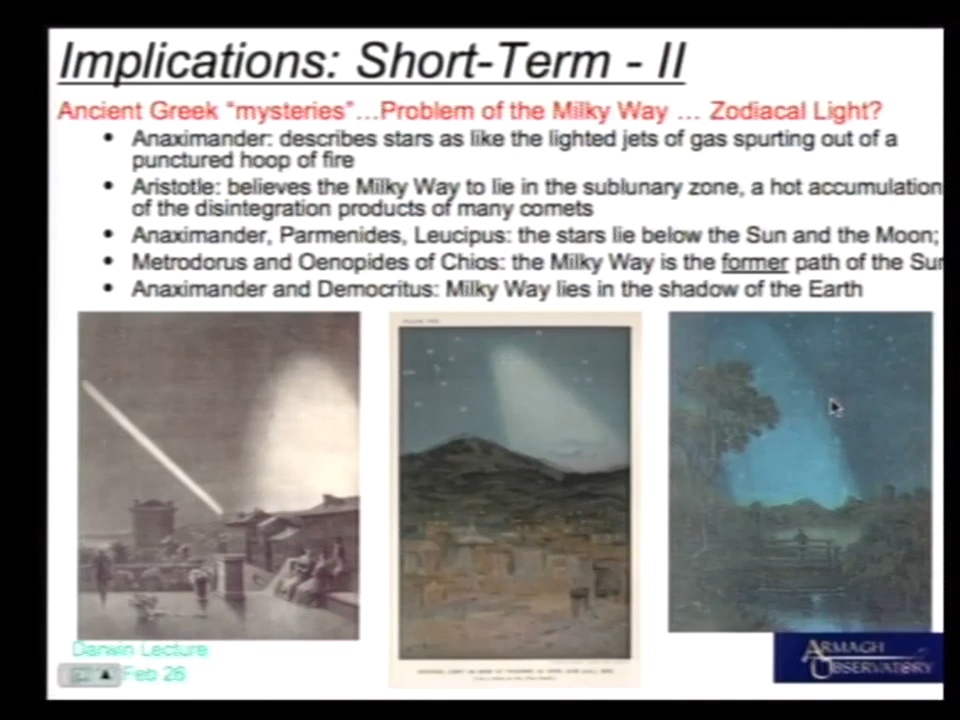 Implications: Short-Term - II
Ancient Greek “mysteries”…Problem of the Milky Way … Zodiacal Light?
• Anaximander: describes stars as like the lighted jets of gas spurting out of a
punctured hoop of fire
• Aristotle: believes the Milky Way to lie in the sublunary zone, a hot accumulation
of the disintegration products of many comets
• Anaximander, Parmenides, Leucipus: the stars lie below the Sun and the Moon;
• Metrodorus and Oenopides of Chios: the Milky Way is the former path of the Sun
• Anaximander and Democritus: Milky Way lies in the shadow of the Earth
Darwin Lecture
Feb 26
ARMAGH
OBSERVATORY